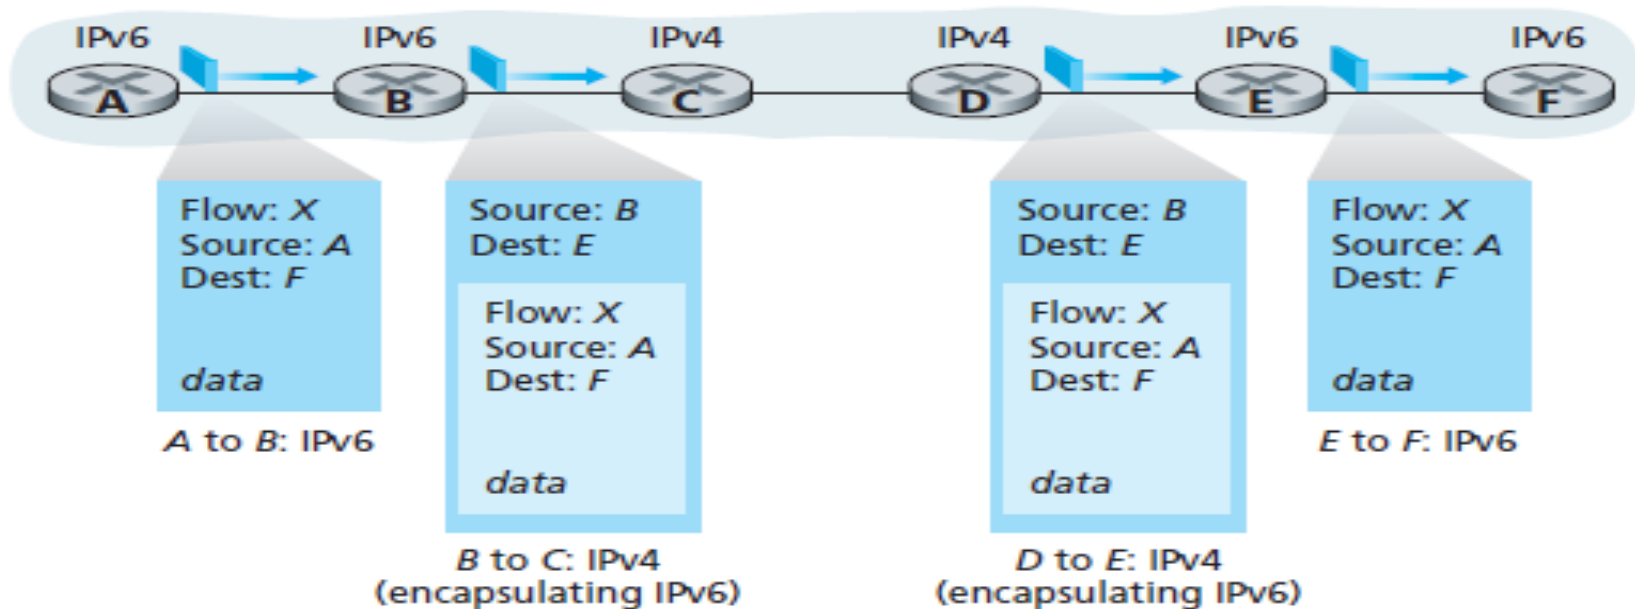 IPv6 IPv6 IPv4 IPv4 IPv6 IPv6
A B C D E F
Flow: X
Source: A
Dest: F
data
A to B: IPv6
Source: B
Dest: E
Flow: X
Source: A
Dest: F
data
B to C: IPv4
(encapsulating IPv6)
Source: B
Dest: E
Flow: X
Source: A
Dest: F
data
D to E: IPv4
(encapsulating IPv6)
Flow: X
Source: A
Dest: F
data
E to F: IPv6